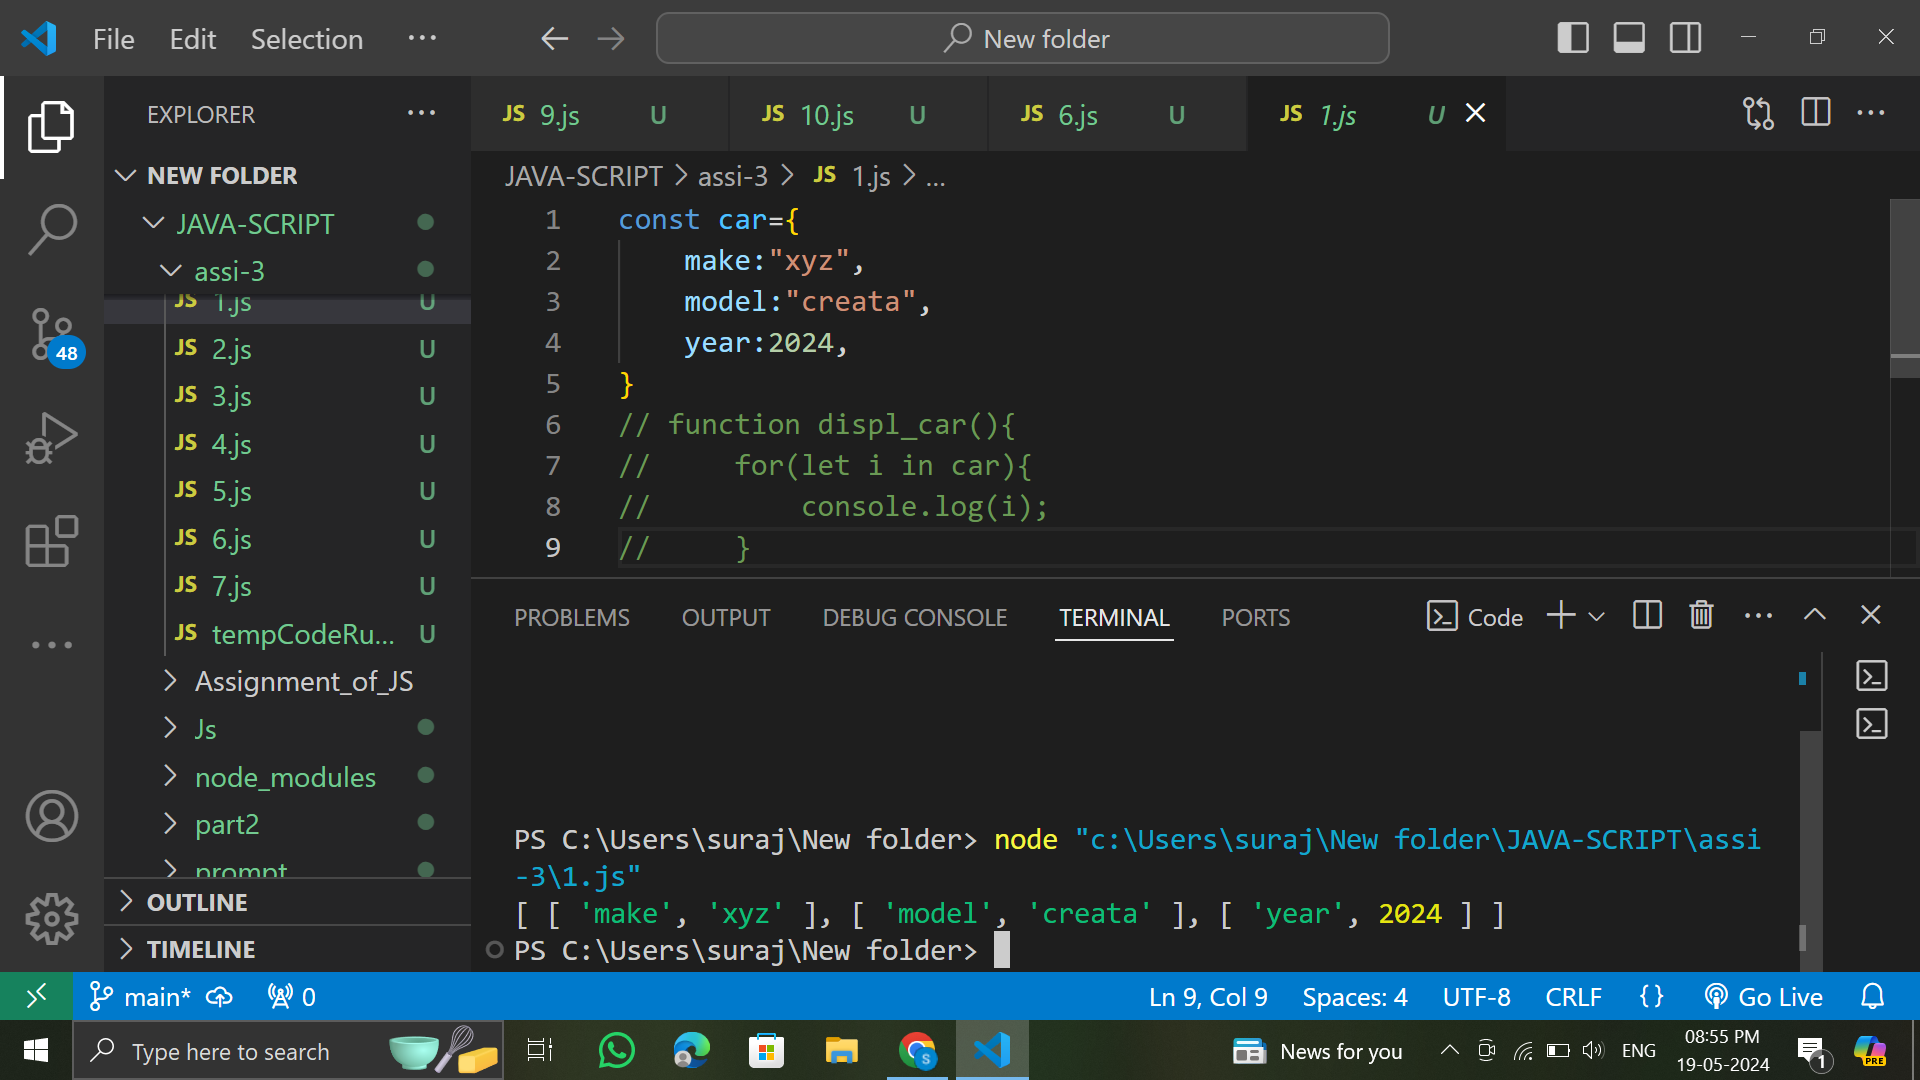 File Edit Selection ··· New folder
EXPLORER ···
JS 9.js U JS 10.js U JS 6.js U JS 1.js U
NEW FOLDER
JAVA-SCRIPT > assi-3 > JS 1.js > ...
JAVA-SCRIPT
assi-3
JS 1.js U
JS 2.js U
JS 3.js U
JS 4.js U
JS 5.js U
JS 6.js U
JS 7.js U
JS tempCodeRu... U
Assignment_of_JS
Js
node_modules
part2
prompt
OUTLINE
TIMELINE
48
1 const car={
2 make:"xyz",
3 model:"creata",
4 year:2024,
5 }
6 // function displ_car(){
7 // for(let i in car){
8 // console.log(i);
9 // }
PROBLEMS OUTPUT DEBUG CONSOLE TERMINAL PORTS Code
PS C:\Users\suraj\New folder> node "c:\Users\suraj\New folder\JAVA-SCRIPT\assi
-3\1.js"
[ [ 'make', 'xyz' ], [ 'model', 'creata' ], [ 'year', 2024 ] ]
PS C:\Users\suraj\New folder>
main* 0 Ln 9, Col 9 Spaces: 4 UTF-8 CRLF {} Go Live
Type here to search S News for you ENG 08:55 PM 1 PRE
19-05-2024